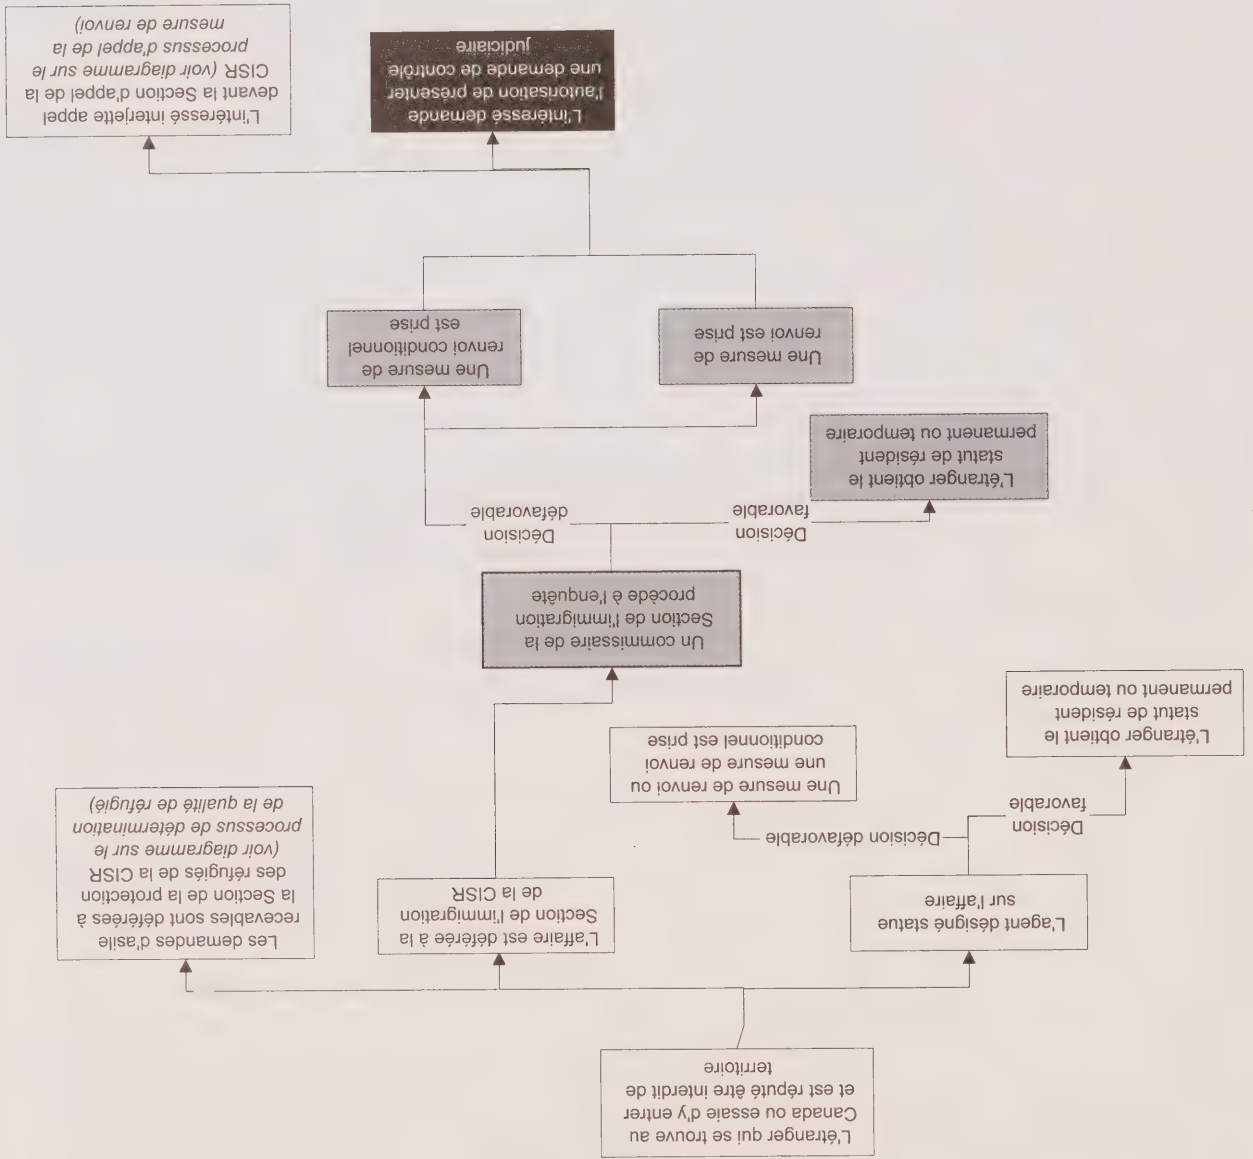 L'étranger qui se trouve au
Canada ou essaie d'y entrer
et est réputé être interdit de
territoire
L'agent désigné statue
sur l'affaire
L'affaire est déférée à la
Section de l'immigration
de la CISR
Les demandes d'asile
recevables sont déférées à
la Section de la protection
des réfugiés de la CISR
(voir diagramme sur le
processus de détermination
de la qualité de réfugié)
Décision
favorable
Décision défavorable
L'étranger obtient le
statut de résident
permanent ou temporaire
Une mesure de renvoi ou
une mesure de renvoi
conditionnel est prise
Un commissaire de la
Section de l'immigration
procède è l'enquête
Décision
favorable
Décision
défavorable
L'étranger obtient le
statut de résident
permanent ou temporaire
Une mesure de
renvoi est prise
Une mesure de
renvoi conditionnel
est prise
L'intéressé demande
l'autorisation de présenter
une demande de contrôle
judiciaire
L'intéressé interjette appel
devant la Section d'appel de la
CISR (voir diagramme sur le
processus d'appel de la
mesure de renvoi)